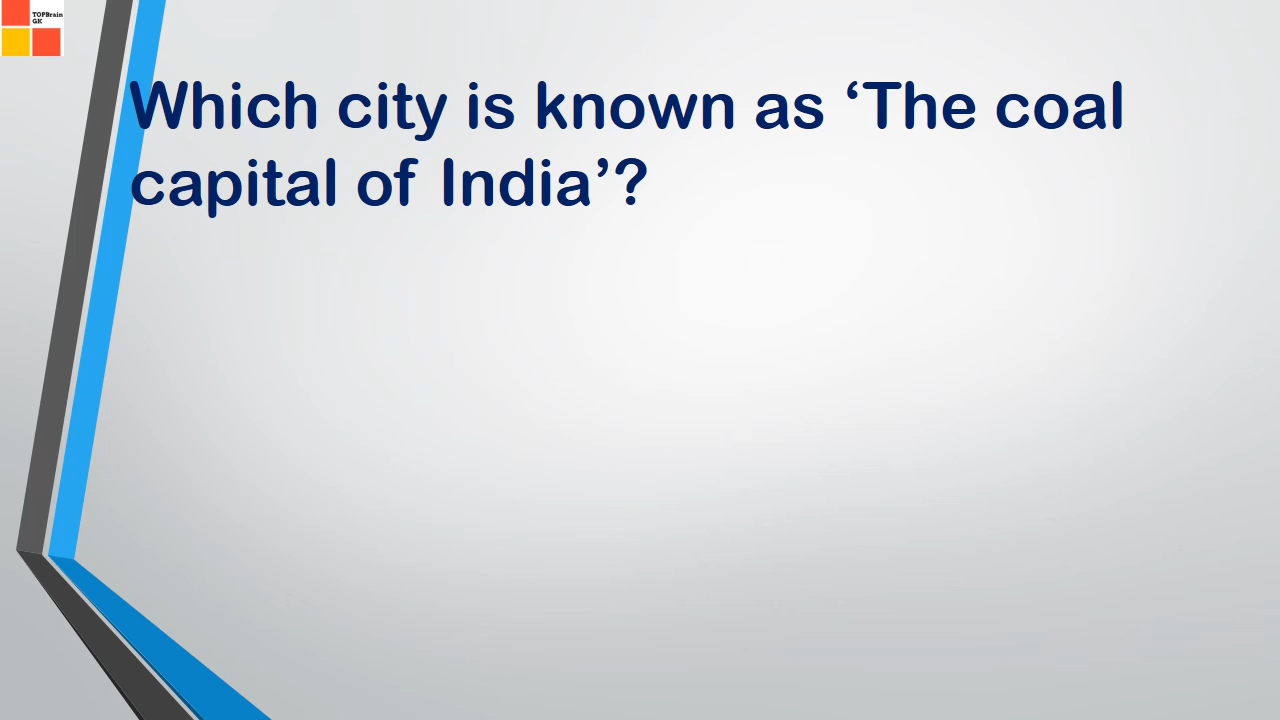 TOPBrain
GK
Which city is known as ‘The coal
capital of India’?